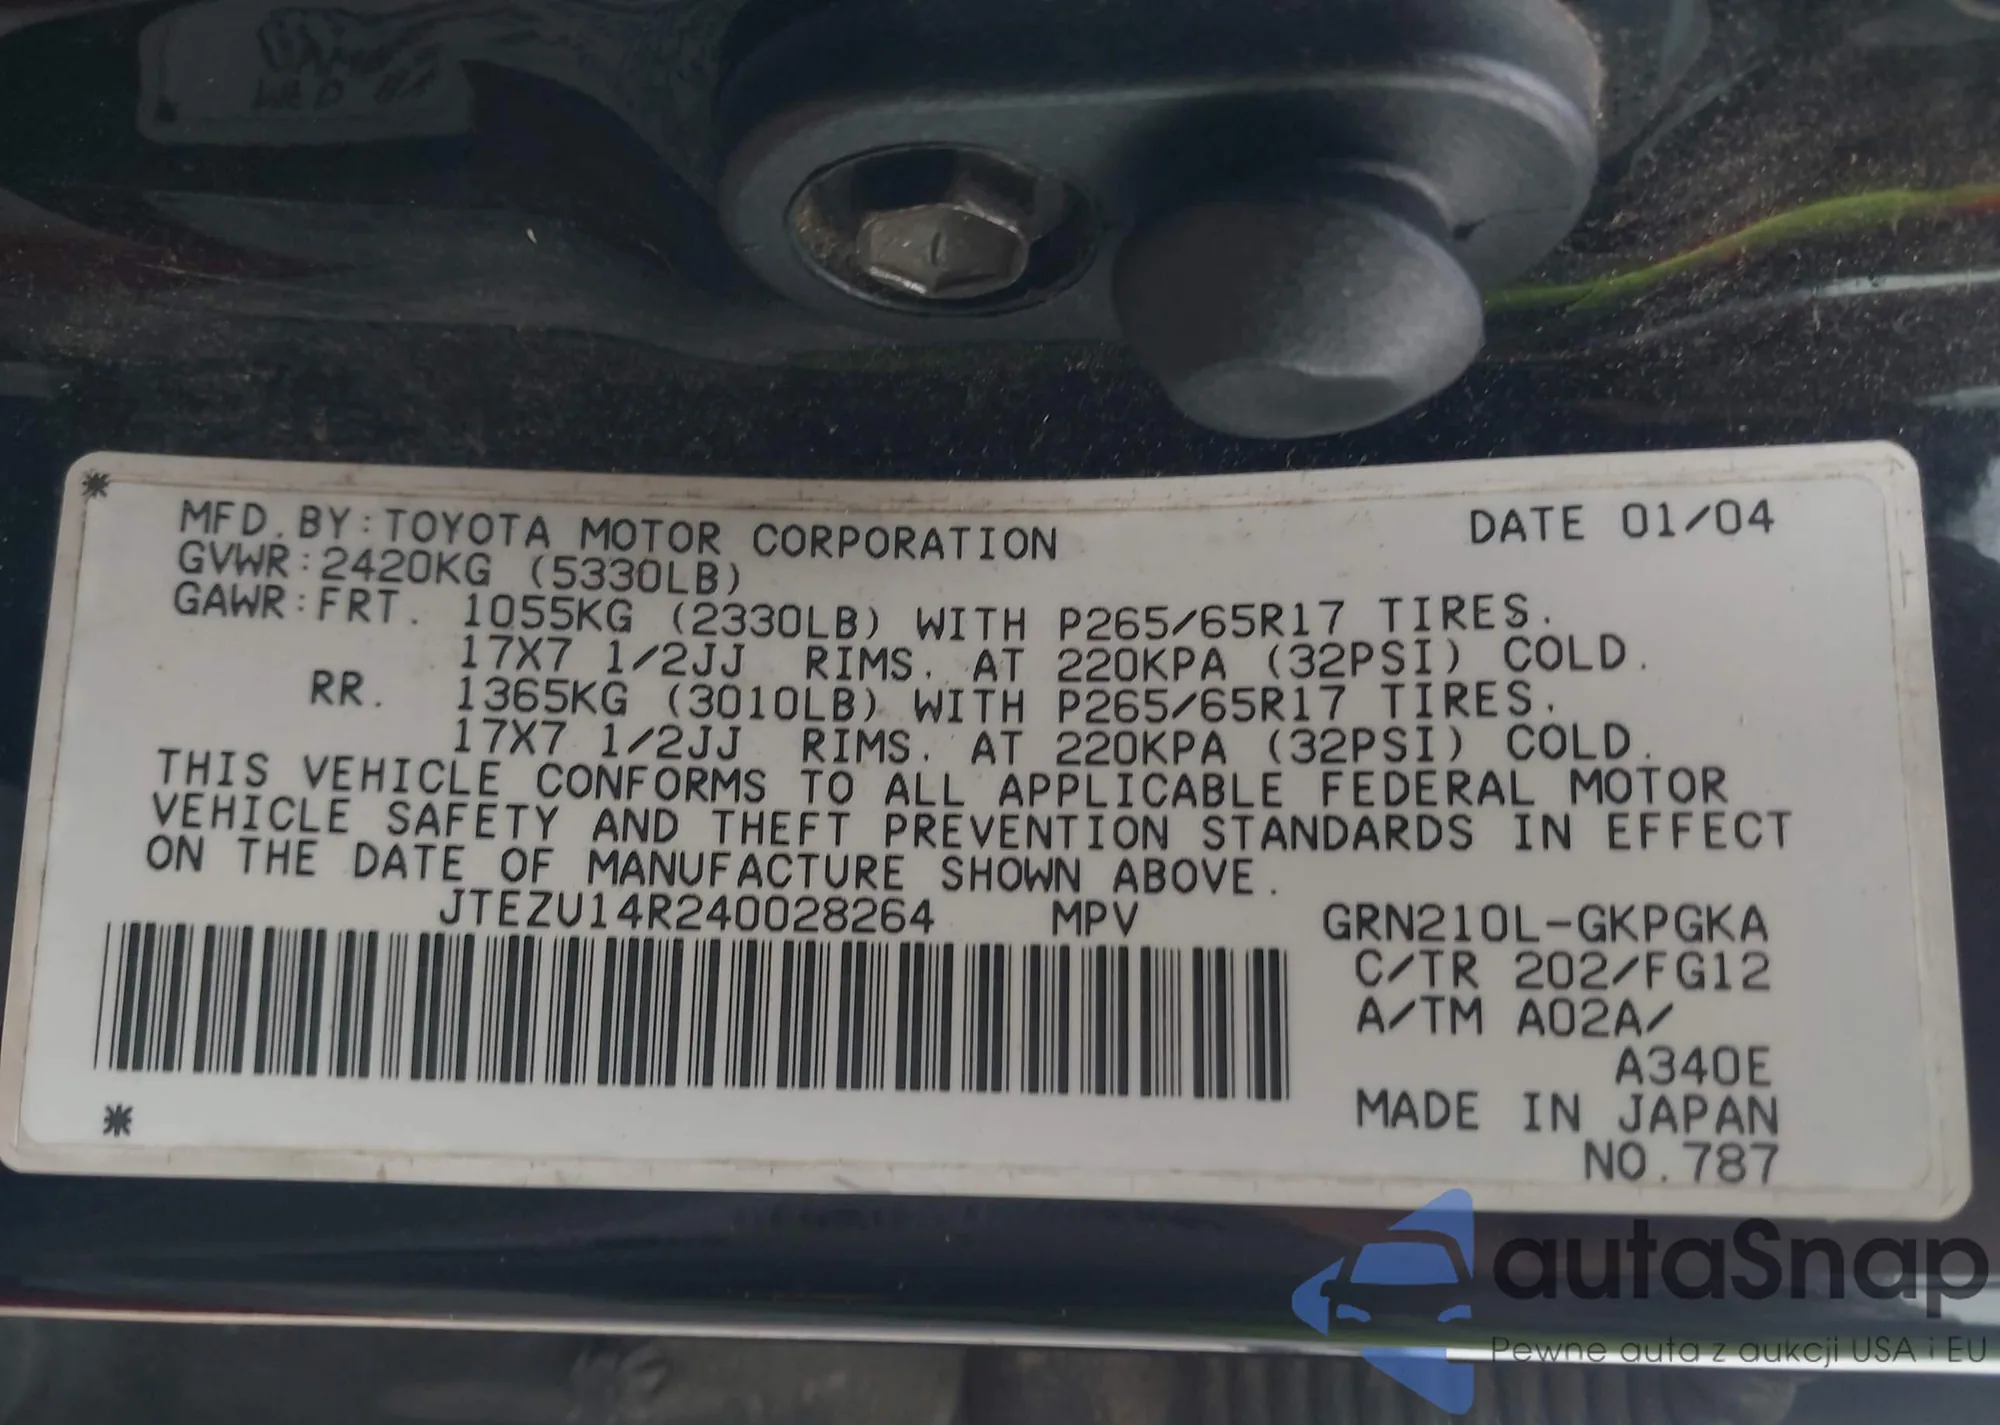 MFD.BY:TOYOTA MOTOR CORPORATION DATE 01/04
GVWR:2420KG (5330LB)
GAWR:FRT. 1055KG (2330LB) WITH P265/65R17 TIRES.
17X7 1/2JJ RIMS. AT 220KPA (32PSI) COLD.
RR. 1365KG (3010LB) WITH P265/65R17 TIRES.
17X7 1/2JJ RIMS. AT 220KPA (32PSI) COLD.
THIS VEHICLE CONFORMS TO ALL APPLICABLE FEDERAL MOTOR
VEHICLE SAFETY AND THEFT PREVENTION STANDARDS IN EFFECT
ON THE DATE OF MANUFACTURE SHOWN ABOVE.
JTEZU14R240028264 MPV GRN210L-GKPGKA
C/TR 202/FG12
A/TM A02A/
A340E
MADE IN JAPAN
NO.787
autaSnap
Pewne auta z aukcji USA i EU